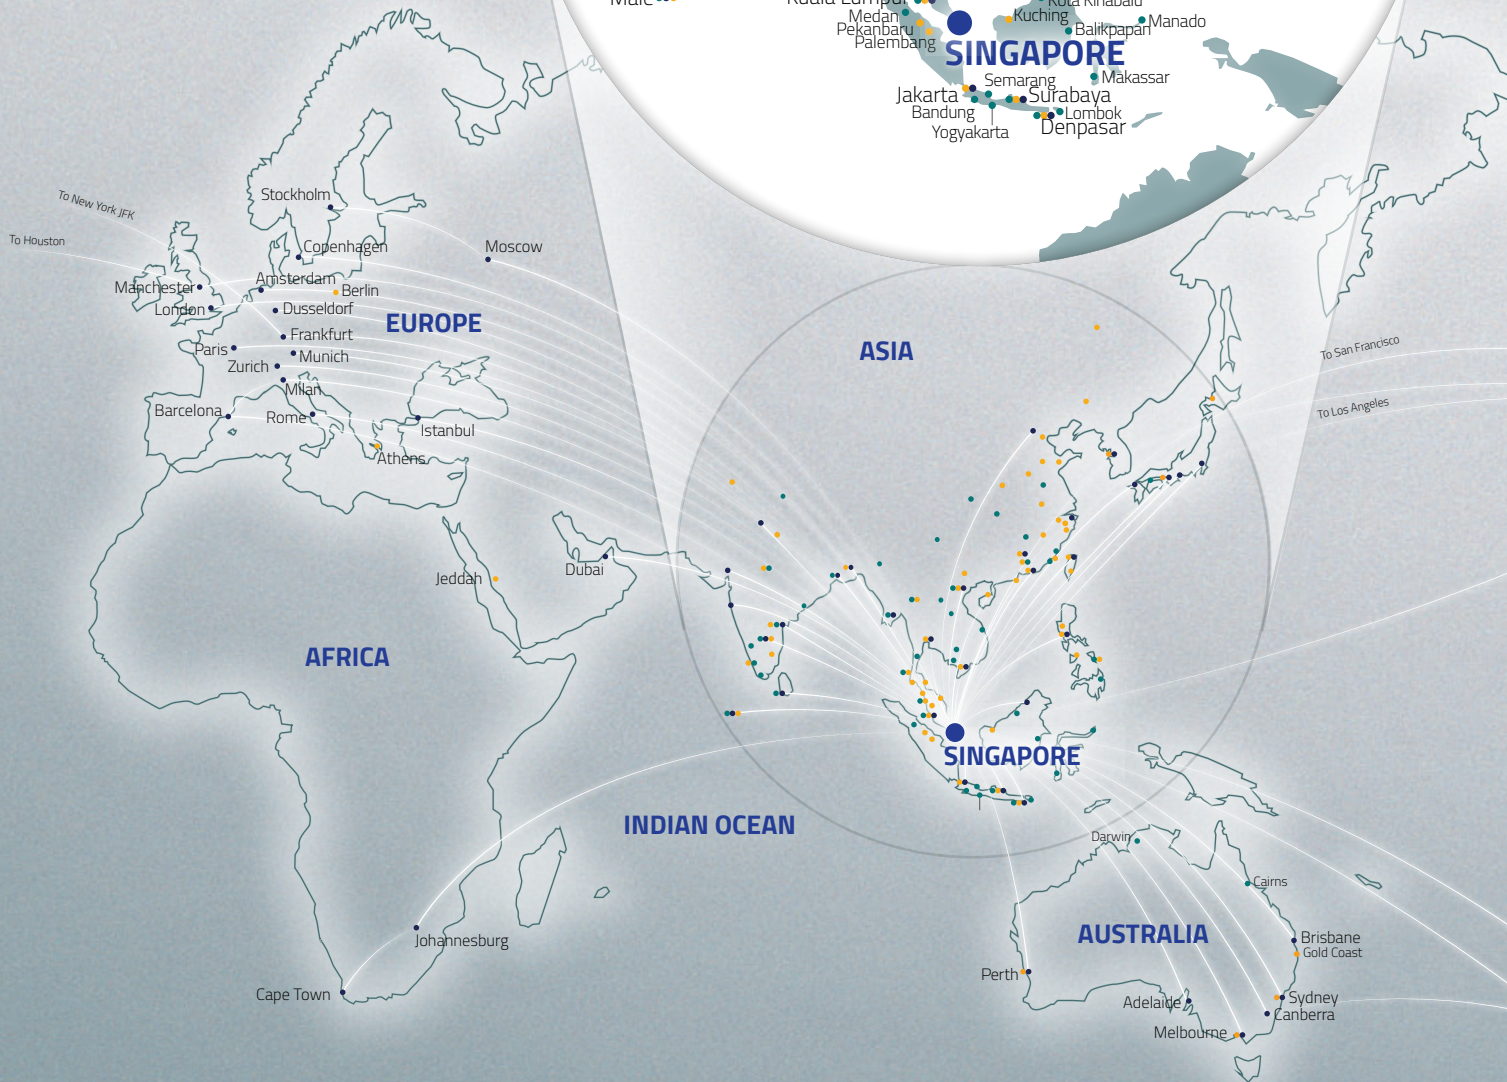 Male
Kuala Lumpur
Kota Kinabalu
Medan
Kuching
Manado
Pekanbaru
Balikpapan
Palembang
SINGAPORE
Semarang
Makassar
Jakarta
Surabaya
Bandung
Lombok
Yogyakarta
Denpasar
To New York JFK
To Houston
Stockholm
Copenhagen
Moscow
Manchester
Amsterdam
Berlin
London
Dusseldorf
EUROPE
Frankfurt
Paris
Munich
Zurich
Milan
Barcelona
Rome
Istanbul
Athens
ASIA
To San Francisco
To Los Angeles
Jeddah
Dubai
AFRICA
SINGAPORE
INDIAN OCEAN
Darwin
Cairns
AUSTRALIA
Brisbane
Gold Coast
Johannesburg
Perth
Cape Town
Adelaide
Sydney
Canberra
Melbourne